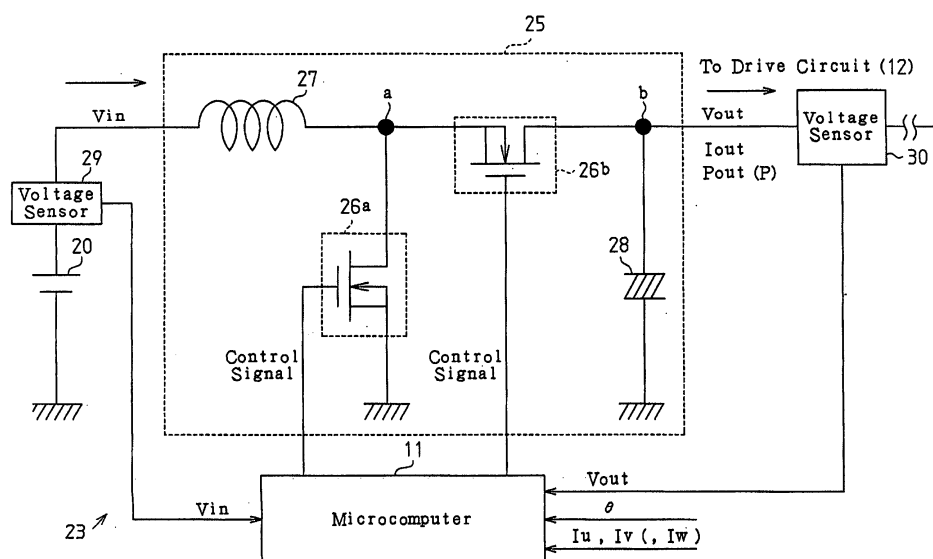 25
To Drive Circuit (12)
27
a
b
Vin
Vout
Voltage
Sensor
30
Iout
Pout (P)
29
Voltage
Sensor
26b
26a
20
28
Control
Signal
Control
Signal
11
Vout
Vin
Microcomputer
θ
23
Iu , Iv ( , Iw )